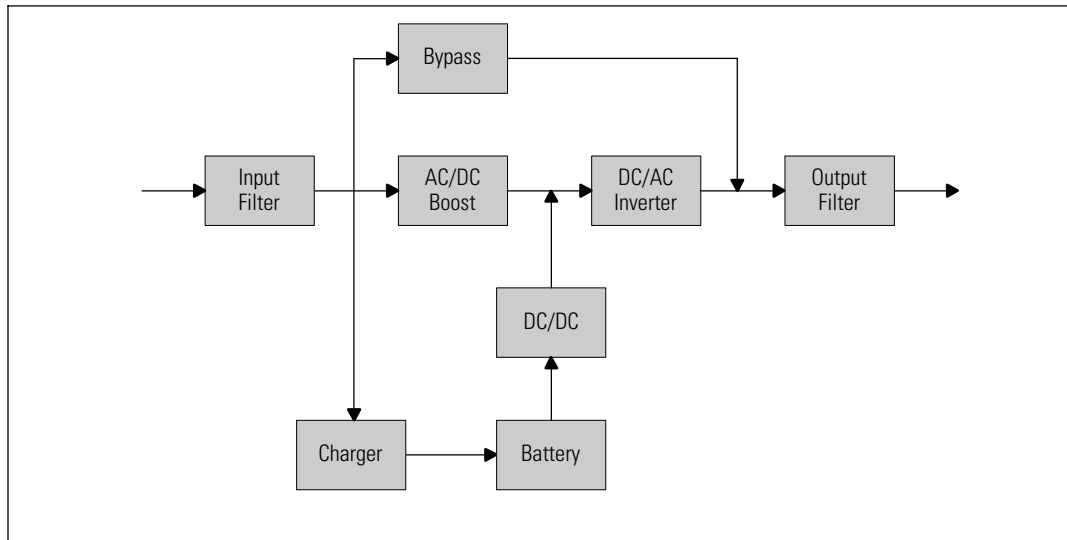 Bypass
Input
Filter
AC/DC
Boost
DC/AC
Inverter
Output
Filter
DC/DC
Charger
Battery